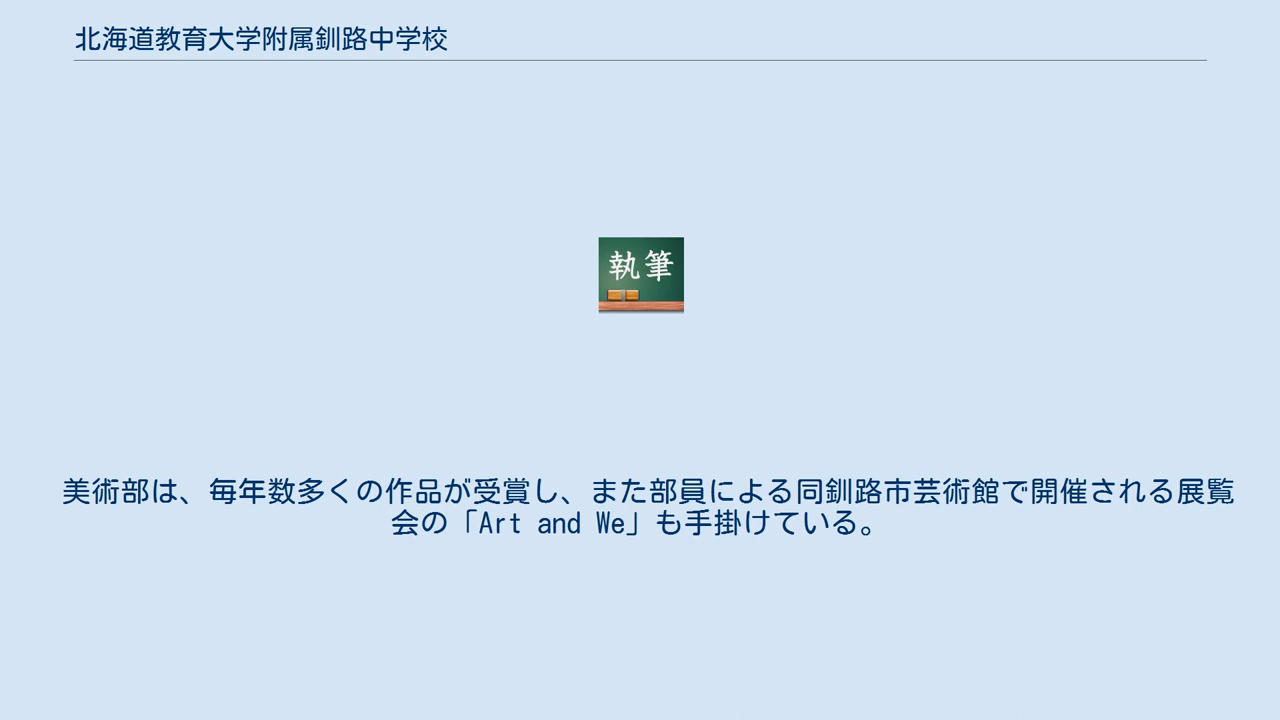 北海道教育大学附属釧路中学校
執筆
美術部は、毎年数多くの作品が受賞し、また部員による同釧路市芸術館で開催される展覧
会の「Art and We」も手掛けている。